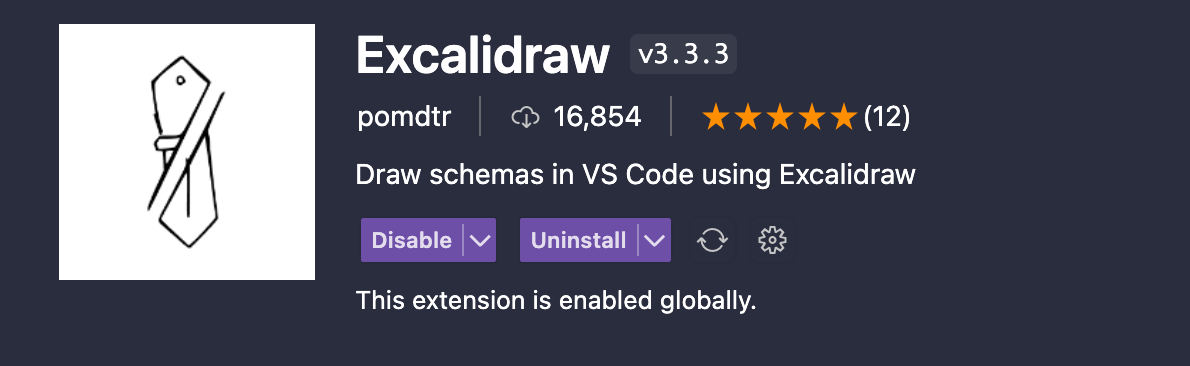 Excalidraw v3.3.3
pomdtr 16,854 (12)
Draw schemas in VS Code using Excalidraw
Disable Uninstall
This extension is enabled globally.